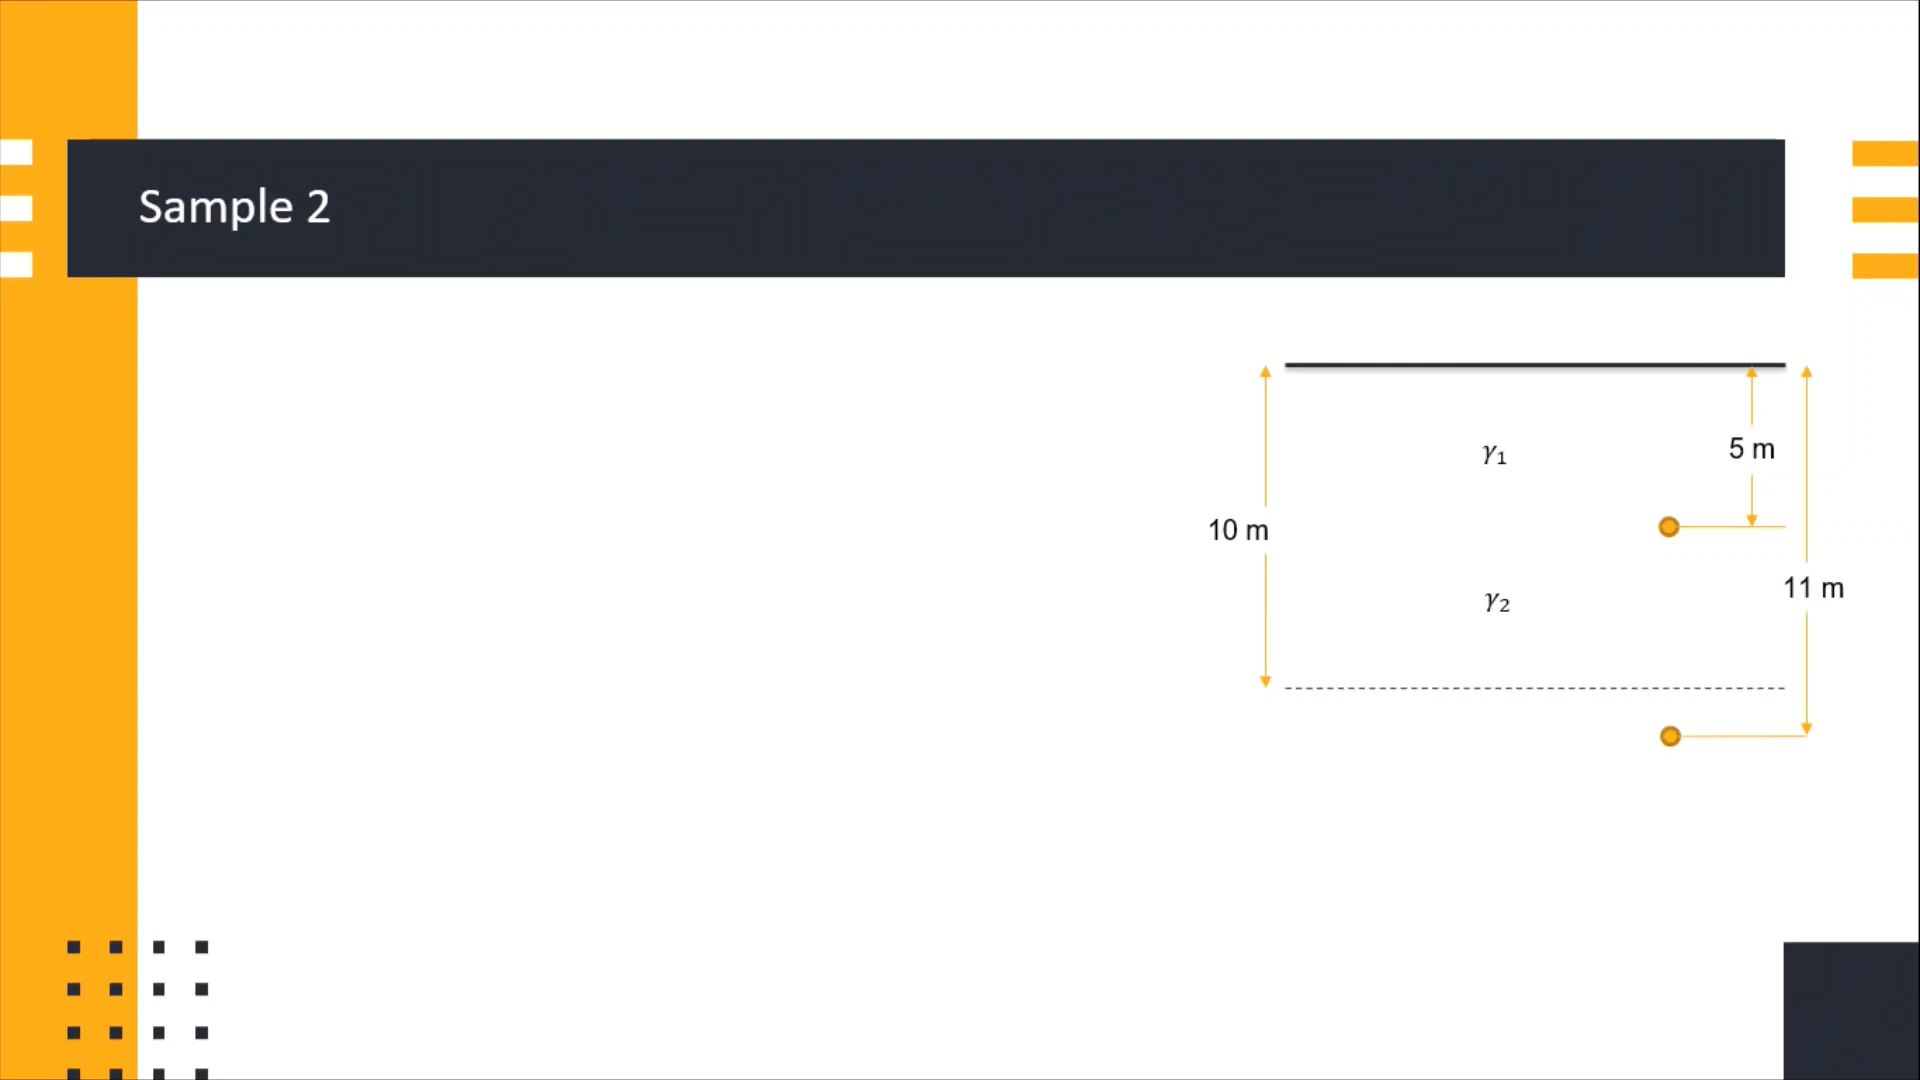 Sample 2
γ₁
5 m
10 m
11 m
γ₂